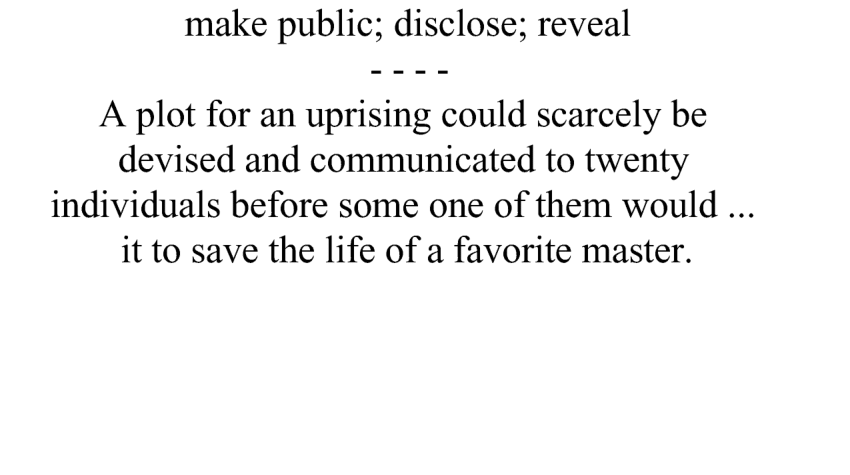 make public; disclose; reveal
- - - -
A plot for an uprising could scarcely be
devised and communicated to twenty
individuals before some one of them would ...
it to save the life of a favorite master.